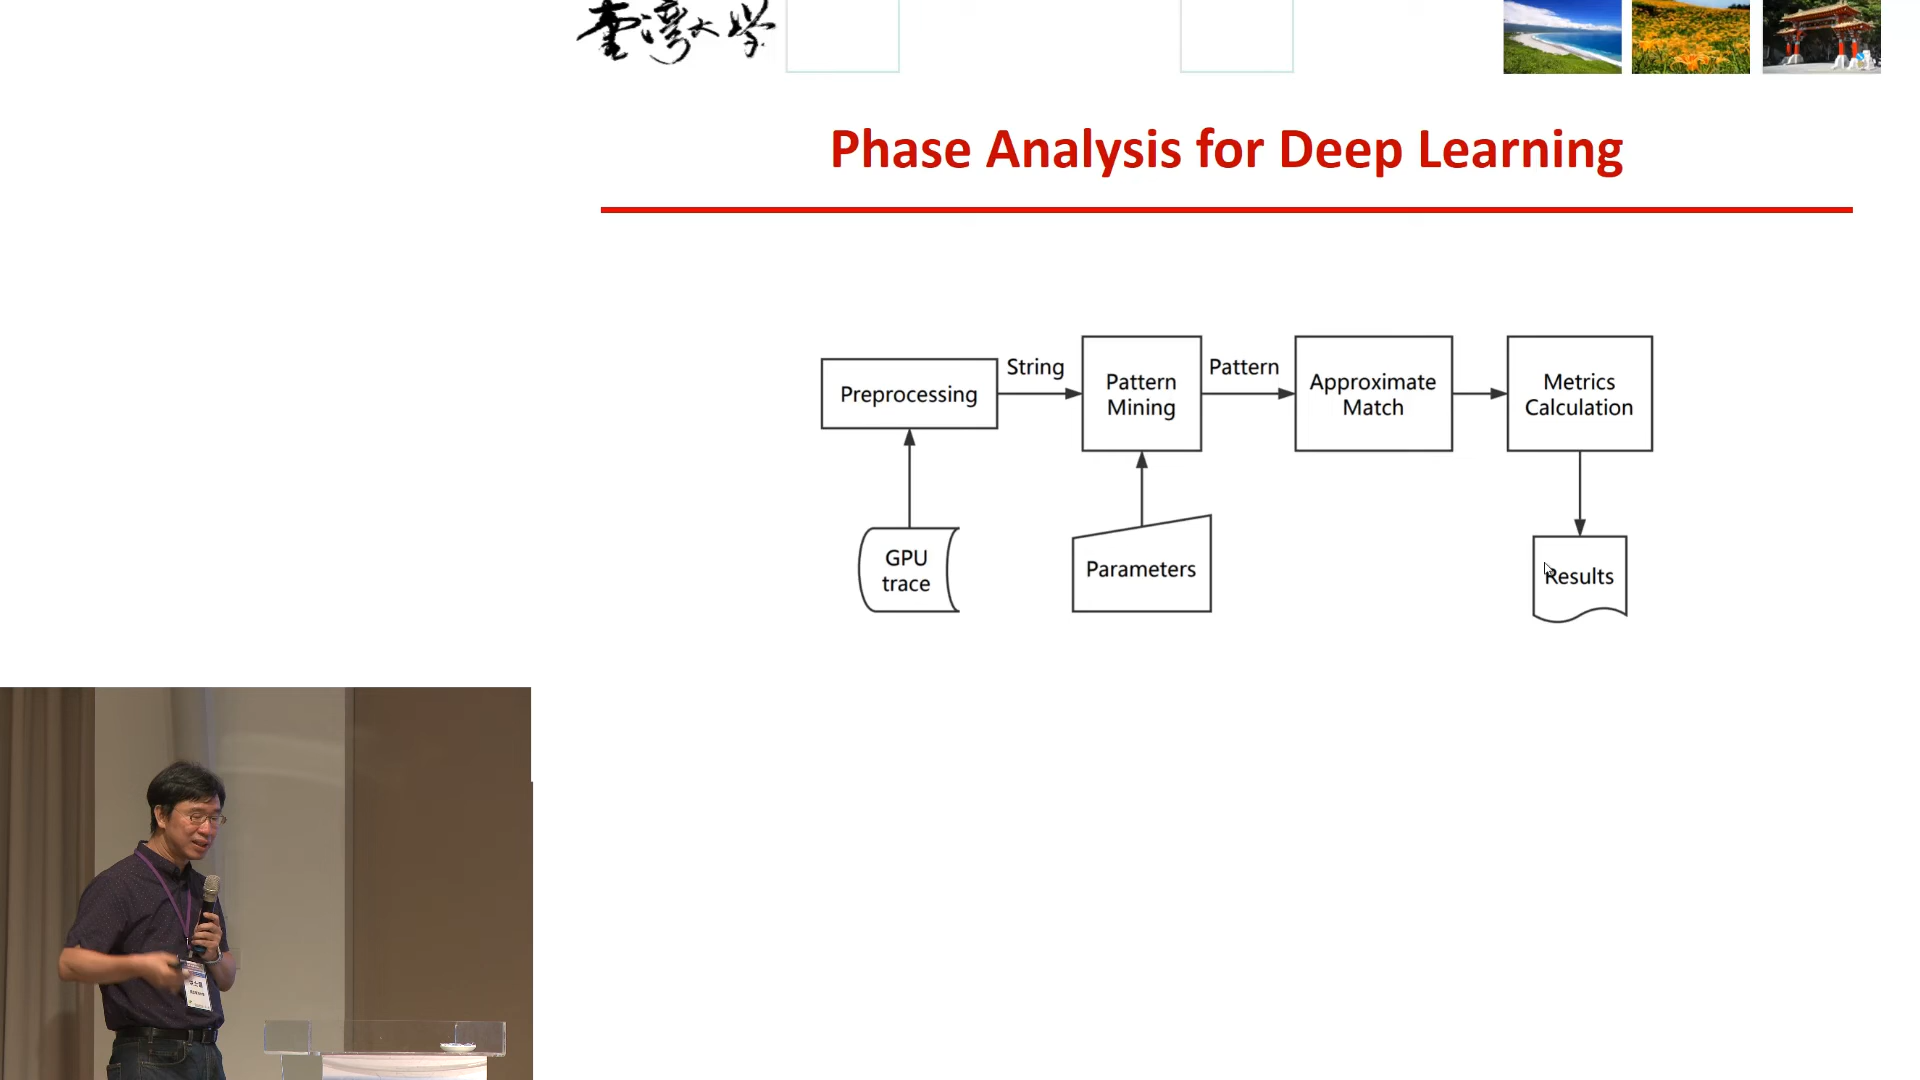 臺灣大學
Phase Analysis for Deep Learning
Preprocessing
String
Pattern
Mining
Pattern
Approximate
Match
Metrics
Calculation
GPU
trace
Parameters
Results